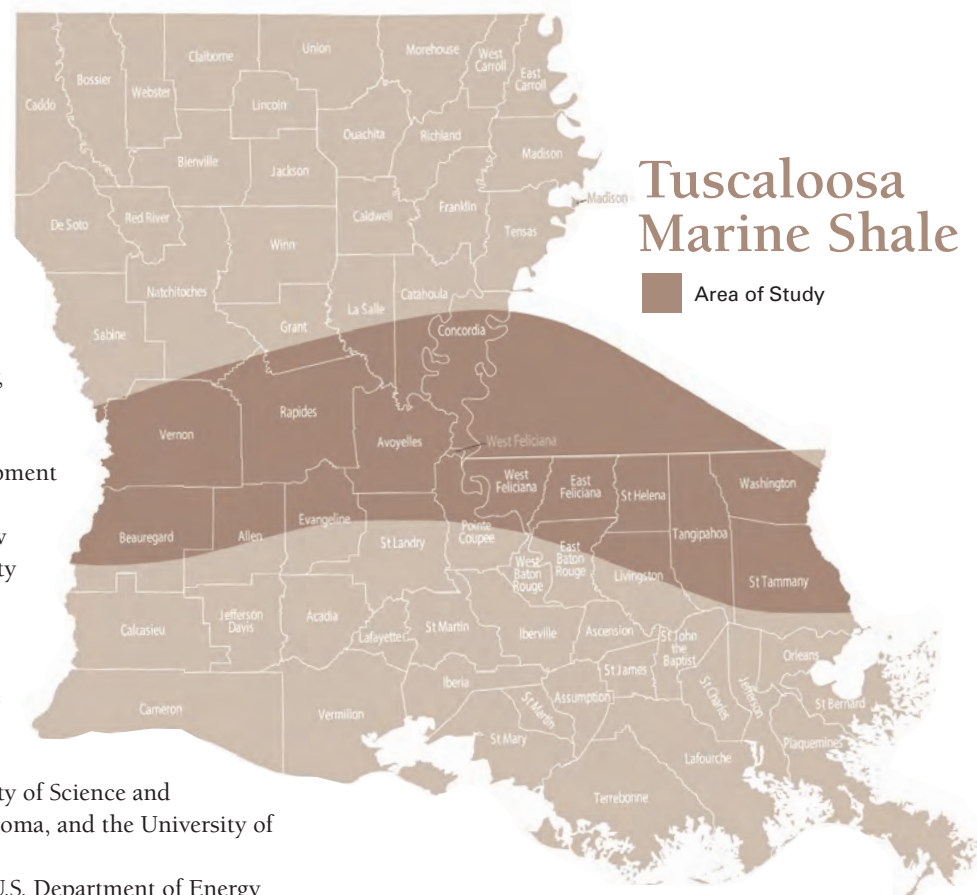 Claiborne
Union
Morehouse
West
Carroll
East
Carroll
Bossier
Webster
Caddo
Lincoln
Ouachita
Richland
Madison
Bienville
Jackson
Madison
De Soto
Red River
Caldwell
Franklin
Tensas
Winn
Natchitoches
La Salle
Catahoula
Sabine
Grant
Concordia
Tuscaloosa
Marine Shale
Area of Study
Vernon
Rapides
Avoyelles
West Feliciana
West
Feliciana
East
Feliciana
St Helena
Washington
Beauregard
Allen
Evangeline
St Landry
Pointe
Coupee
Tangipahoa
West
Baton
Rouge
East
Baton
Rouge
Livingston
St Tammany
Calcasieu
Jefferson
Davis
Acadia
Lafayette
St Martin
Iberville
Ascension
St John
the
Baptist
Orleans
St James
Cameron
Vermilion
Iberia
St Martin
Assumption
St Charles
Jefferson
St Bernard
St Mary
Plaquemines
Lafourche
Terrebonne
opment
ty of Science and
oma, and the University of
U.S. Department of Energy